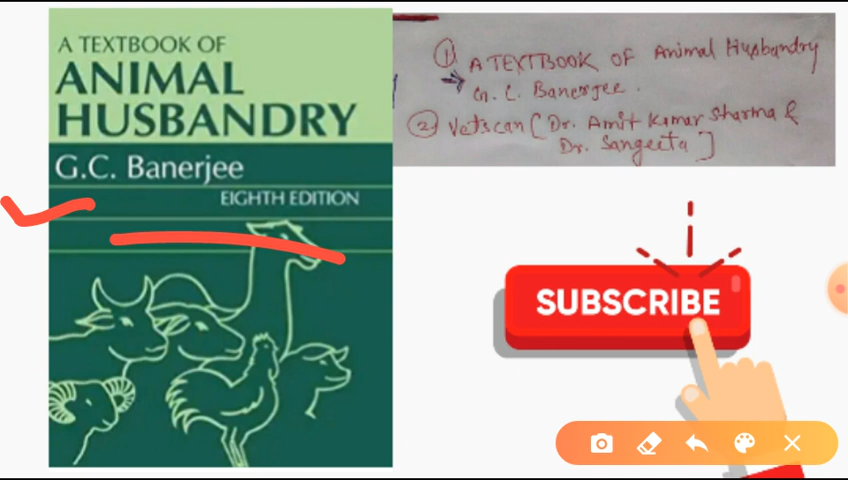 A TEXTBOOK OF
ANIMAL
HUSBANDRY
G.C. Banerjee
EIGHTH EDITION
① A TEXTBOOK OF Animal Husbandry
G. C. Banerjee.
② Vetscan [Dr. Amit Kumar Sharma &
Dr. Sangeeta]
SUBSCRIBE